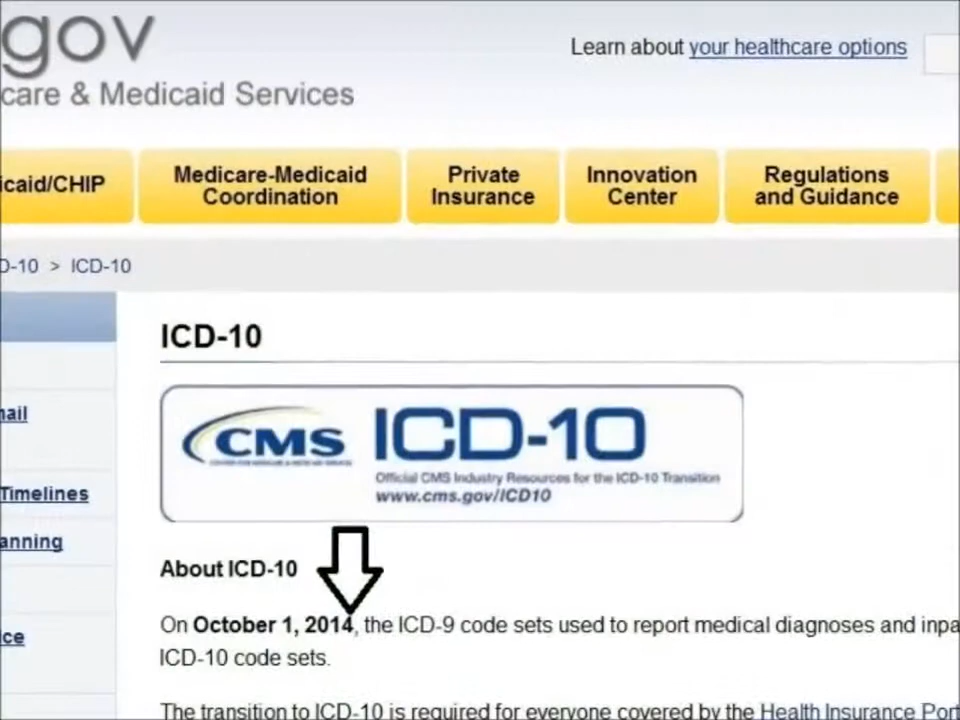 gov
Learn about your healthcare options
care & Medicaid Services
icaid/CHIP
Medicare-Medicaid
Coordination
Private
Insurance
Innovation
Center
Regulations
and Guidance
D-10 > ICD-10
ICD-10
CMS
ICD-10
Official CMS Industry Resources for the ICD-10 Transition
www.cms.gov/ICD10
nail
Timelines
anning
ice
About ICD-10
On October 1, 2014, the ICD-9 code sets used to report medical diagnoses and inpa
ICD-10 code sets.
The transition to ICD-10 is required for everyone covered by the Health Insurance Port